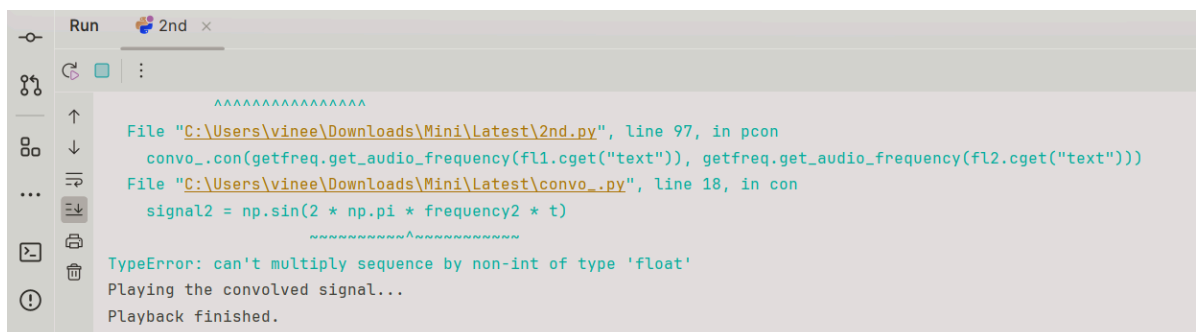 Run 2nd
^^^^^^^^^^^^^^^^
File "C:\Users\vinee\Downloads\Mini\Latest\2nd.py", line 97, in pcon
convo_.con(getfreq.get_audio_frequency(fl1.cget("text")), getfreq.get_audio_frequency(fl2.cget("text")))
File "C:\Users\vinee\Downloads\Mini\Latest\convo_.py", line 18, in con
signal2 = np.sin(2 * np.pi * frequency2 * t)
~~~~~~~~~~^~~~~~~~~~~~
TypeError: can't multiply sequence by non-int of type 'float'
Playing the convolved signal...
Playback finished.